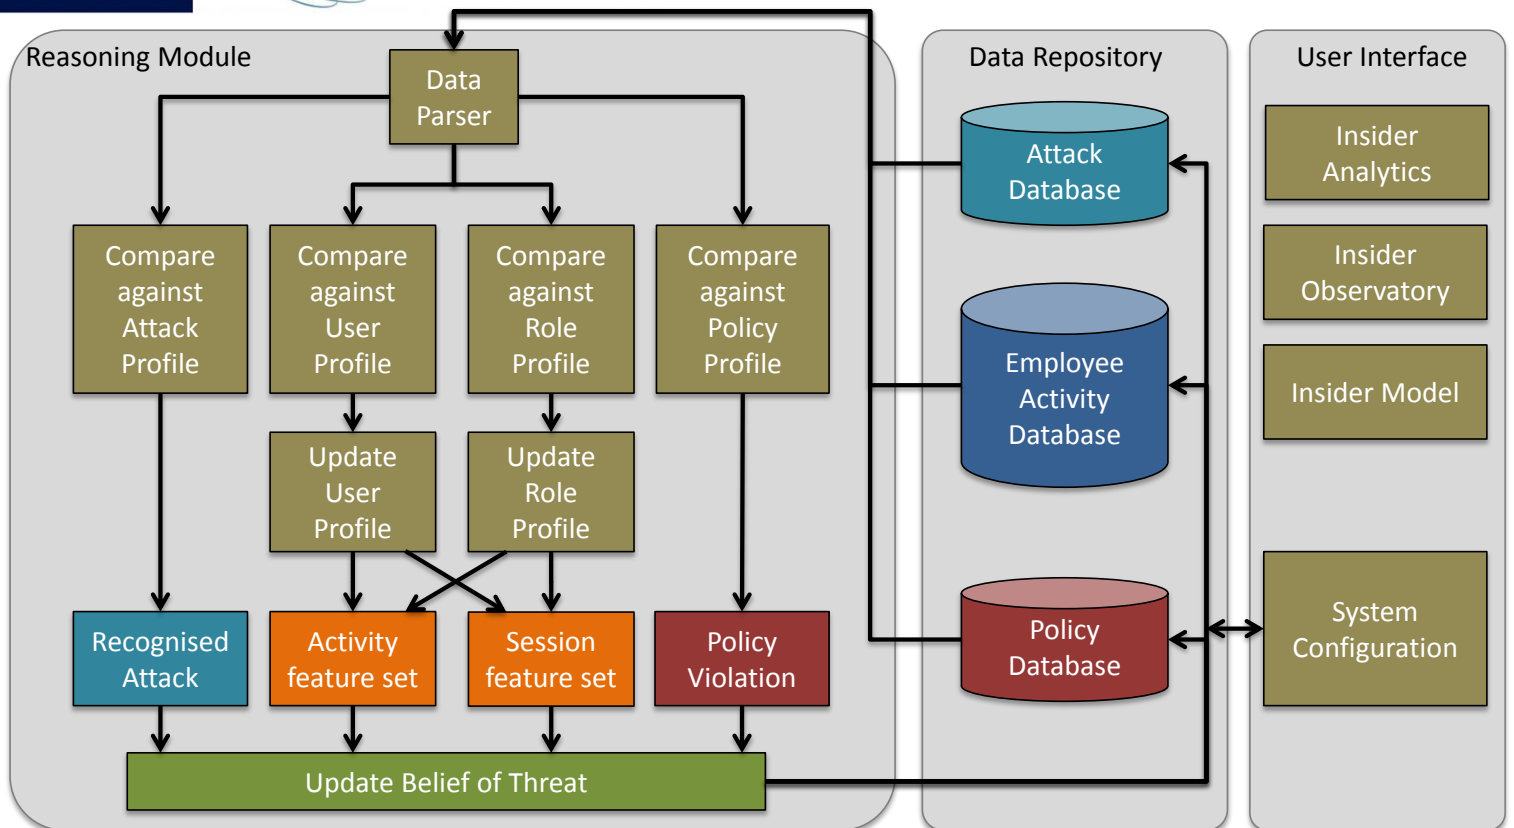 Reasoning Module
Data
Parser
Compare
against
Attack
Profile
Compare
against
User
Profile
Compare
against
Role
Profile
Compare
against
Policy
Profile
Update
User
Profile
Update
Role
Profile
Recognised
Attack
Activity
feature set
Session
feature set
Policy
Violation
Update Belief of Threat
Data Repository
Attack
Database
Employee
Activity
Database
Policy
Database
User Interface
Insider
Analytics
Insider
Observatory
Insider Model
System
Configuration